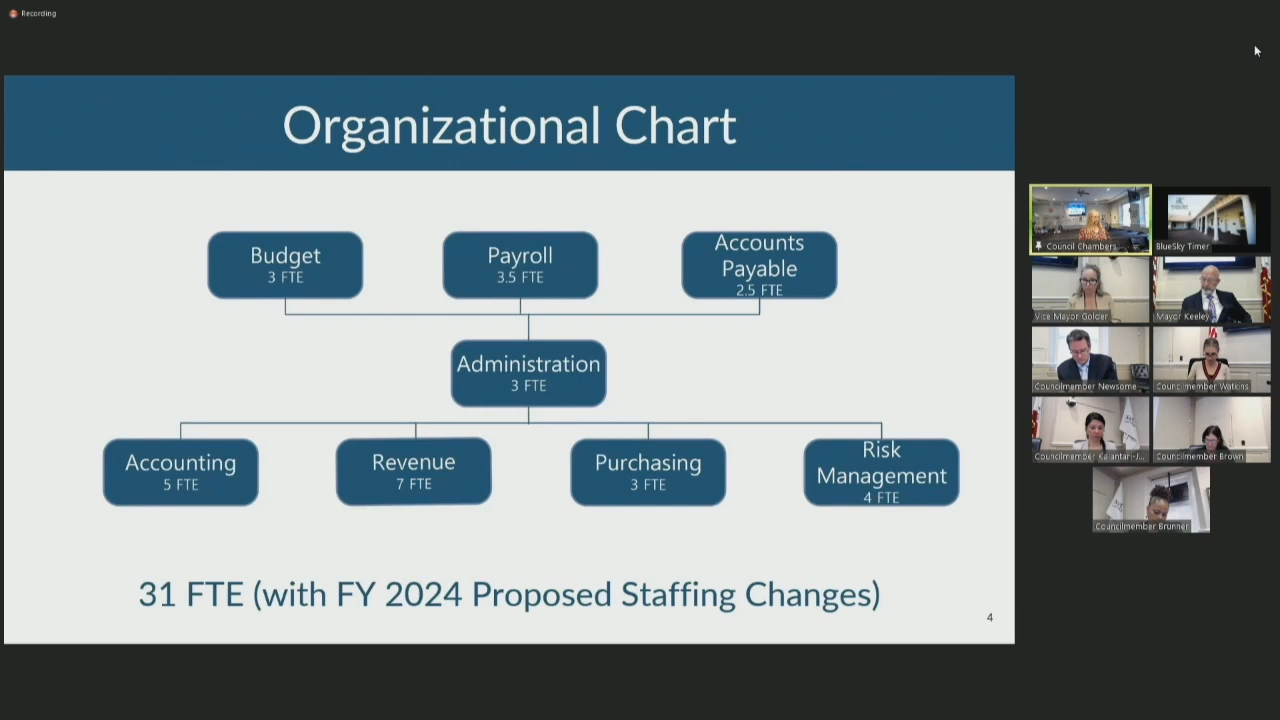 Recording
Organizational Chart
Budget
3 FTE
Payroll
3.5 FTE
Accounts
Payable
2.5 FTE
Administration
3 FTE
Accounting
5 FTE
Revenue
7 FTE
Purchasing
3 FTE
Risk
Management
4 FTE
31 FTE (with FY 2024 Proposed Staffing Changes)
4
Council Chambers
BlueSky Timer
Vice Mayor Golder
Mayor Keeley
Councilmember Newsome
Councilmember Watkins
Councilmember Kalantari-J...
Councilmember Brown
Councilmember Brunner